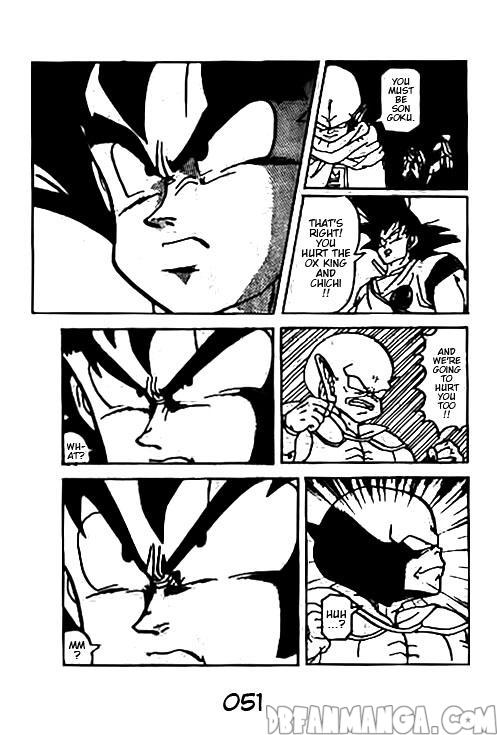 YOU
MUST
BE
SON
GOKU.
THAT'S
RIGHT!
YOU
HURT THE
OX KING
AND
CHICHI
!!
AND
WE'RE
GOING
TO
HURT
YOU
TOO
!!
WH-
AT?
HUH
...?
MM
?
051
DBFANMANGA.COM